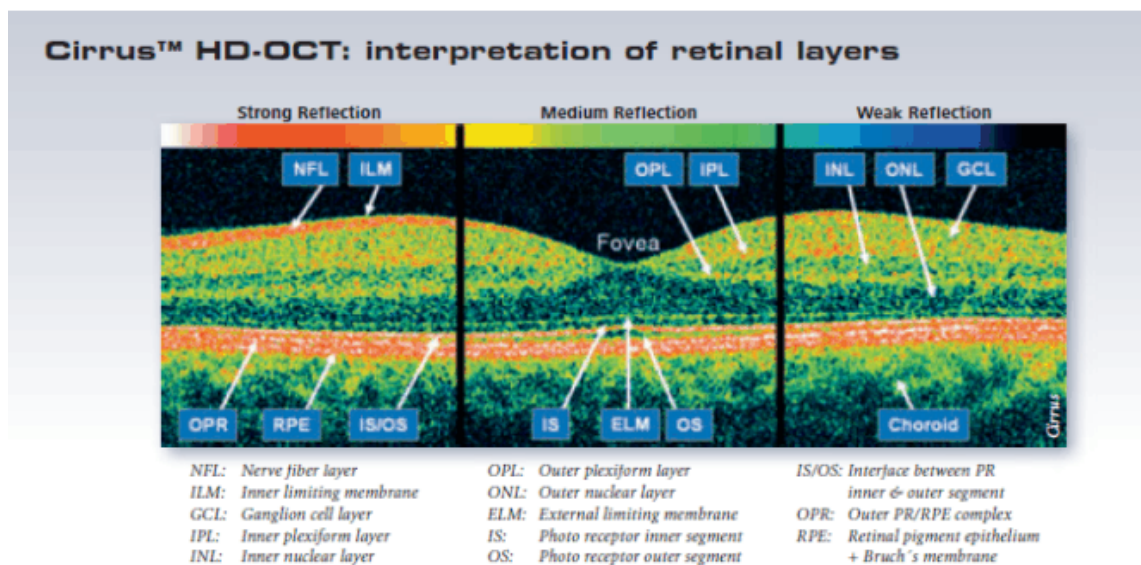 Cirrus™ HD-OCT: interpretation of retinal layers
Strong Reflection
Medium Reflection
Weak Reflection
NFL ILM
OPL IPL
INL ONL GCL
Fovea
OPR RPE IS/OS
IS ELM OS
Choroid
Cirrus
NFL: Nerve fiber layer
ILM: Inner limiting membrane
GCL: Ganglion cell layer
IPL: Inner plexiform layer
INL: Inner nuclear layer
OPL: Outer plexiform layer
ONL: Outer nuclear layer
ELM: External limiting membrane
IS: Photo receptor inner segment
OS: Photo receptor outer segment
IS/OS: Interface between PR
inner & outer segment
OPR: Outer PR/RPE complex
RPE: Retinal pigment epithelium
+ Bruch´s membrane